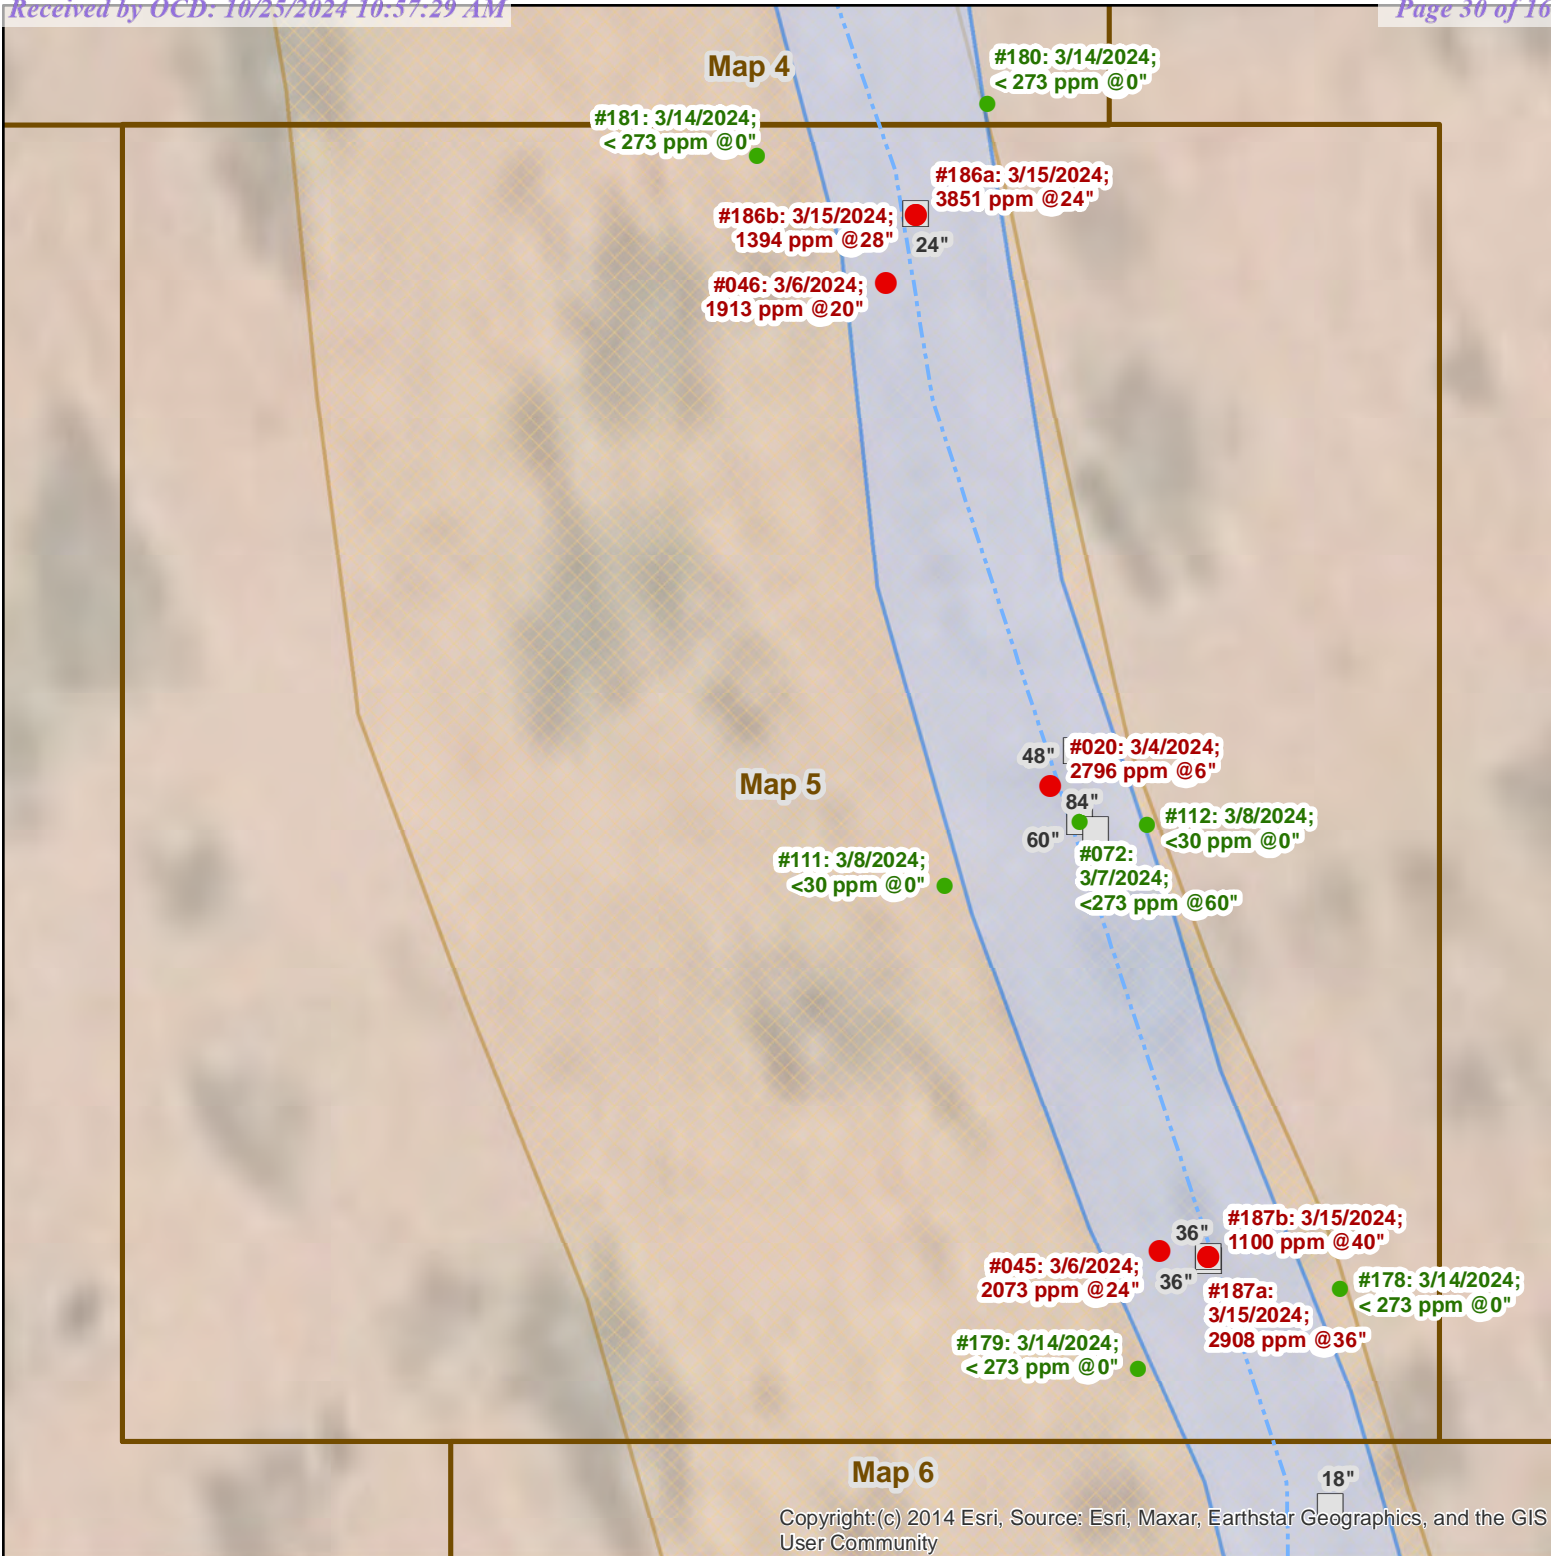 Received by OCD: 10/25/2024 10:57:29 AM
Page 30 of 16
Map 4
#180: 3/14/2024;
< 273 ppm @0"
#181: 3/14/2024;
< 273 ppm @0"
#186a: 3/15/2024;
3851 ppm @24"
#186b: 3/15/2024;
1394 ppm @28"
24"
#046: 3/6/2024;
1913 ppm @20"
48"
#020: 3/4/2024;
2796 ppm @6"
Map 5
84"
60"
#112: 3/8/2024;
<30 ppm @0"
#072:
3/7/2024;
<273 ppm @60"
#111: 3/8/2024;
<30 ppm @0"
36"
#187b: 3/15/2024;
1100 ppm @40"
#045: 3/6/2024;
2073 ppm @24"
36"
#187a:
3/15/2024;
2908 ppm @36"
#178: 3/14/2024;
< 273 ppm @0"
#179: 3/14/2024;
< 273 ppm @0"
Map 6
18"
Copyright:(c) 2014 Esri, Source: Esri, Maxar, Earthstar Geographics, and the GIS
User Community